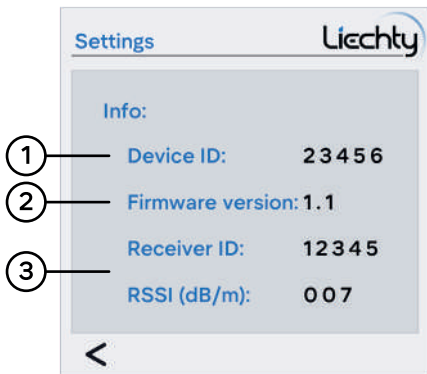 Settings
Liechty
Info:
1 Device ID: 23456
2 Firmware version: 1.1
Receiver ID: 12345
3
RSSI (dB/m): 007
<